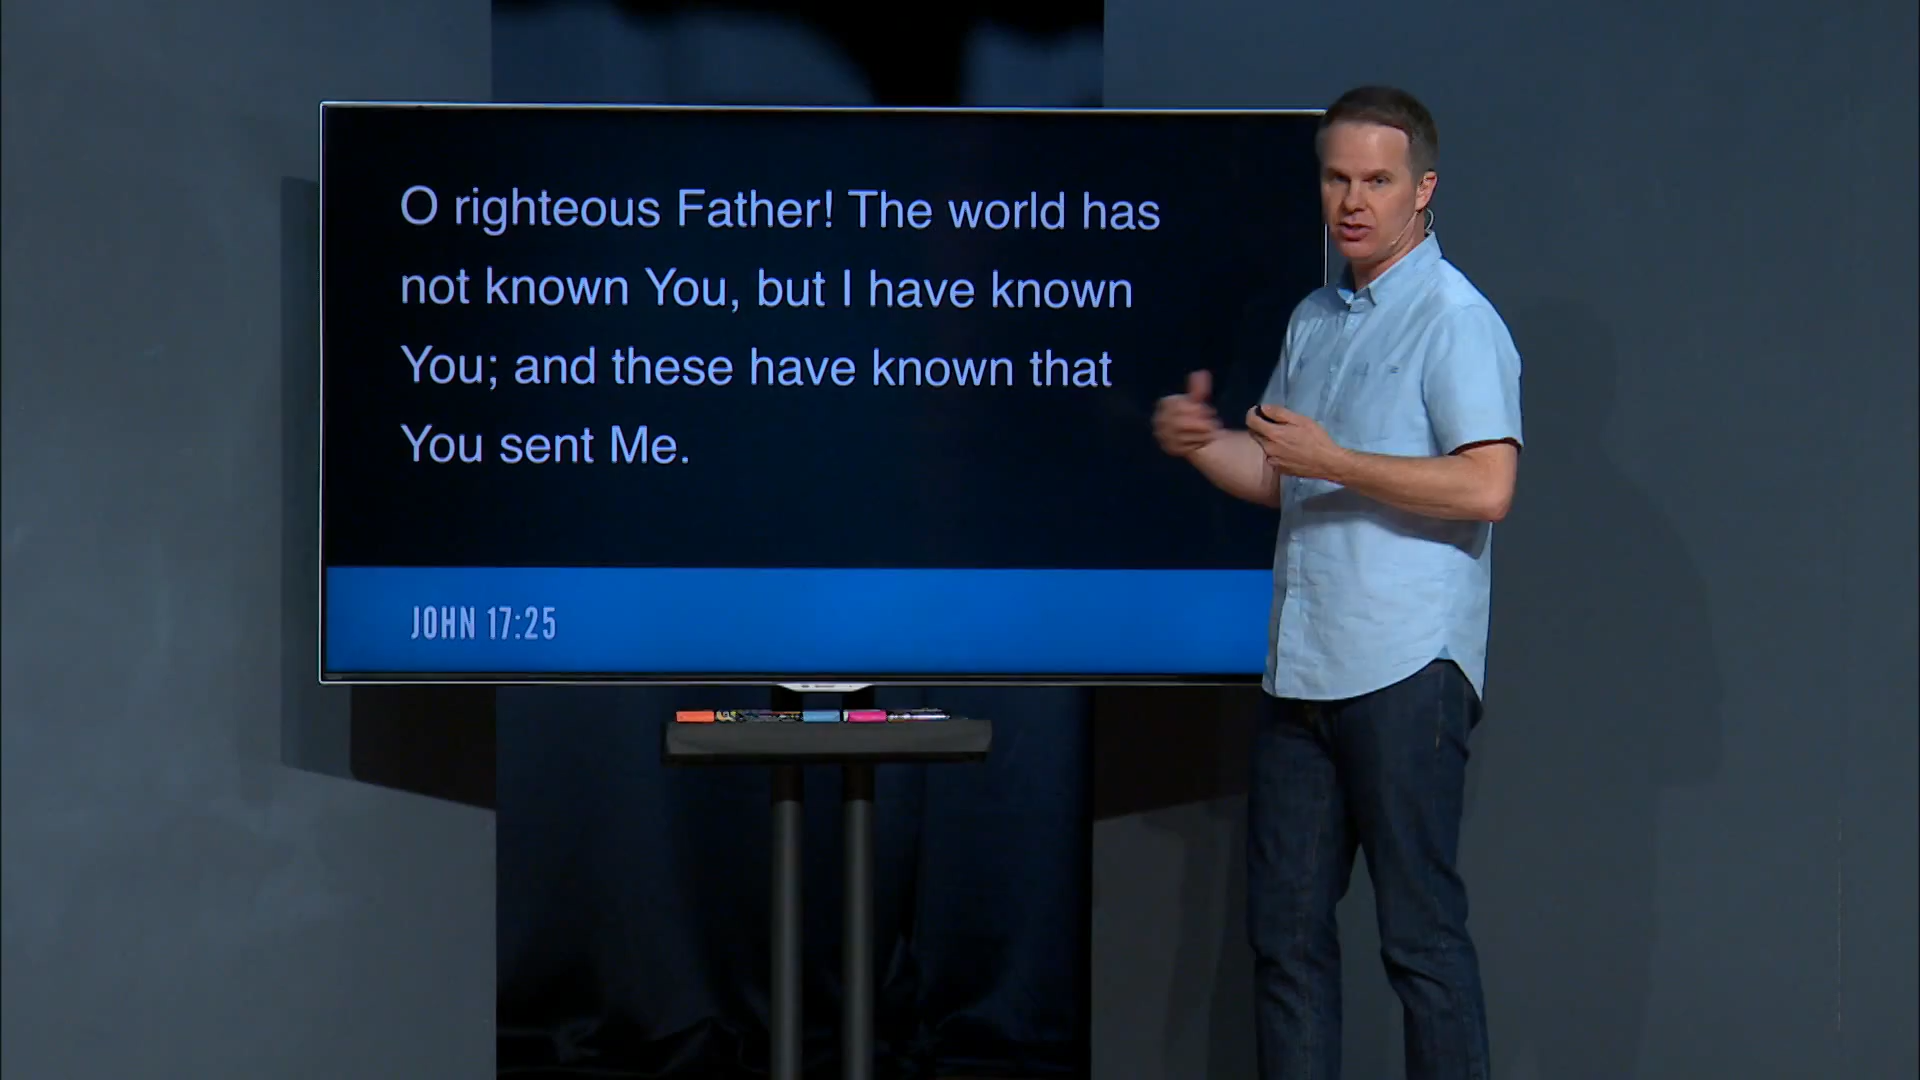 O righteous Father! The world has
not known You, but I have known
You; and these have known that
You sent Me.
JOHN 17:25